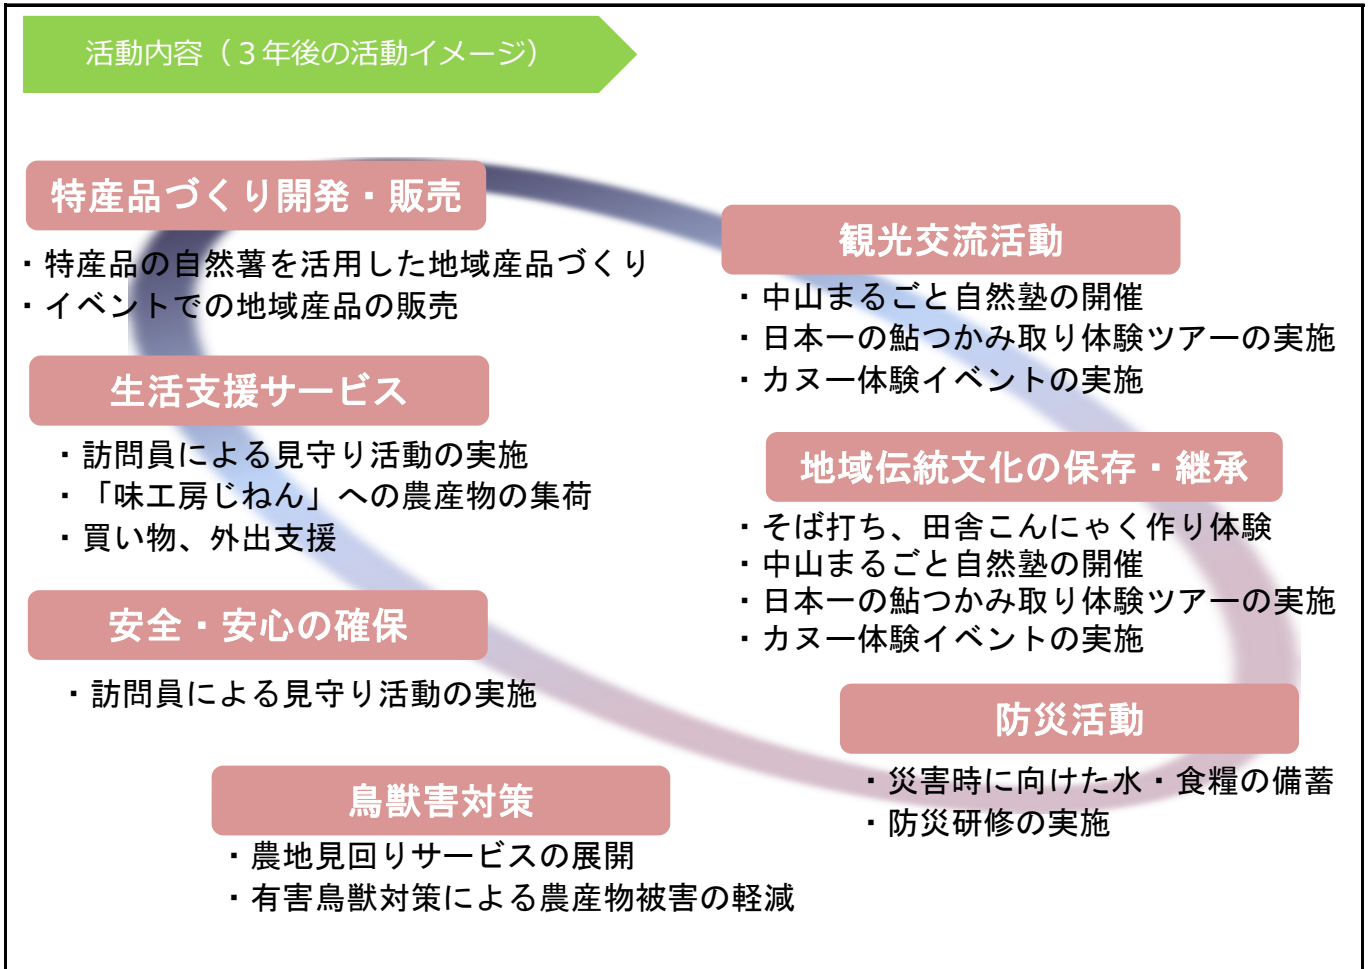 活動内容（３年後の活動イメージ）
特産品づくり開発・販売
・特産品の自然薯を活用した地域産品づくり
・イベントでの地域産品の販売
生活支援サービス
・訪問員による見守り活動の実施
・「味工房じねん」への農産物の集荷
・買い物、外出支援
安全・安心の確保
・訪問員による見守り活動の実施
鳥獣害対策
・農地見回りサービスの展開
・有害鳥獣対策による農産物被害の軽減
観光交流活動
・中山まるごと自然塾の開催
・日本一の鮎つかみ取り体験ツアーの実施
・カヌー体験イベントの実施
地域伝統文化の保存・継承
・そば打ち、田舎こんにゃく作り体験
・中山まるごと自然塾の開催
・日本一の鮎つかみ取り体験ツアーの実施
・カヌー体験イベントの実施
防災活動
・災害時に向けた水・食糧の備蓄
・防災研修の実施